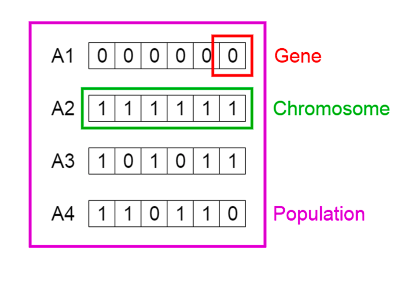 A1 0 0 0 0 0 0 Gene
A2 1 1 1 1 1 1 Chromosome
A3 1 0 1 0 1 1
A4 1 1 0 1 1 0 Population